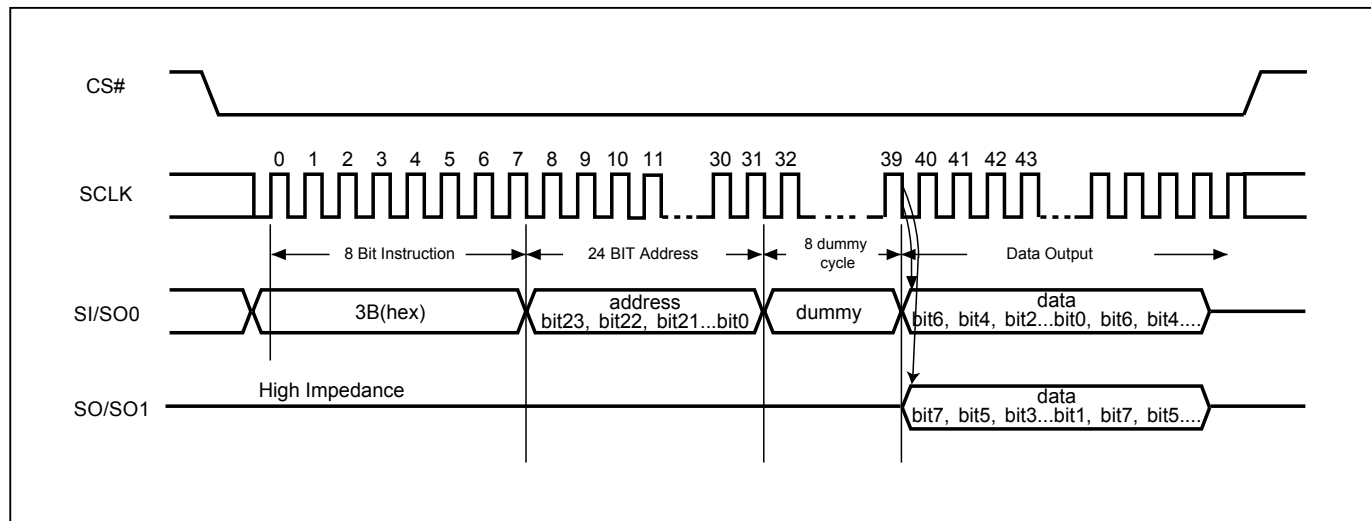 CS#
0 1 2 3 4 5 6 7 8 9 10 11 30 31 32 39 40 41 42 43
SCLK
8 Bit Instruction
24 BIT Address
8 dummy
cycle
Data Output
SI/SO0
3B(hex)
address
bit23, bit22, bit21...bit0
dummy
data
bit6, bit4, bit2...bit0, bit6, bit4....
High Impedance
SO/SO1
data
bit7, bit5, bit3...bit1, bit7, bit5....